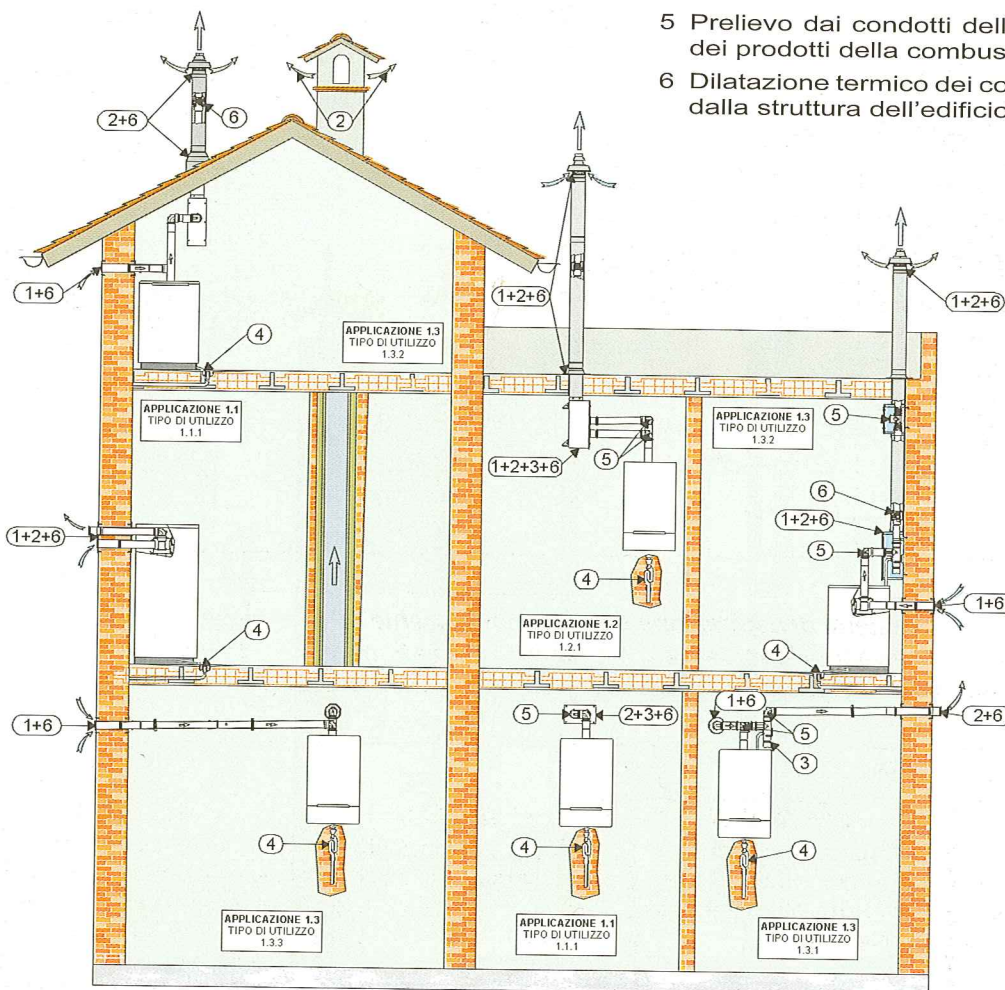 5 Prelievo dai condotti dell
dei prodotti della combus
6 Dilatazione termico dei co
dalla struttura dell'edificio
2+6
6
2
1+6
4
APPLICAZIONE 1.3
TIPO DI UTILIZZO
1.3.2
1+2+6
1+2+6
APPLICAZIONE 1.1
TIPO DI UTILIZZO
1.1.1
APPLICAZIONE 1.3
TIPO DI UTILIZZO
1.3.2
5
1+2+3+6
5
6
1+2+6
5
1+2+6
4
4
APPLICAZIONE 1.2
TIPO DI UTILIZZO
1.2.1
1+6
4
1+6
5
2+3+6
1+6
5
3
2+6
4
4
4
APPLICAZIONE 1.3
TIPO DI UTILIZZO
1.3.3
APPLICAZIONE 1.1
TIPO DI UTILIZZO
1.1.1
APPLICAZIONE 1.3
TIPO DI UTILIZZO
1.3.1